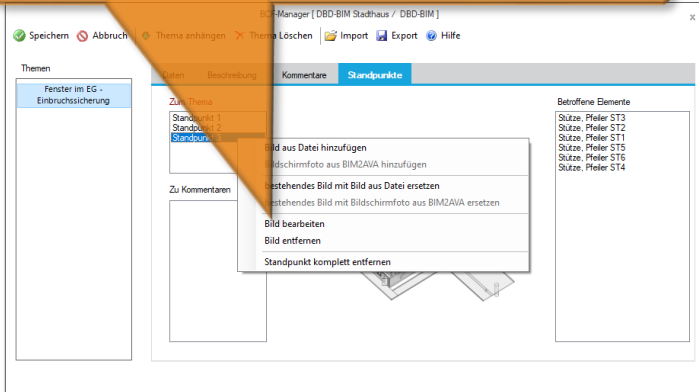 BCF-Manager [ DBD-BIM Stadthaus / DBD-BIM ]
x
Speichern Abbruch Thema anhängen Thema Löschen Import Export Hilfe
Themen
Fenster im EG -
Einbruchssicherung
Daten Beschreibung Kommentare Standpunkte
Zum Thema
Standpunkt 1
Standpunkt 2
Standpunkt
Zu Kommentaren
Bild aus Datei hinzufügen
Bildschirmfoto aus BIM2AVA hinzufügen
bestehendes Bild mit Bild aus Datei ersetzen
bestehendes Bild mit Bildschirmfoto aus BIM2AVA ersetzen
Bild bearbeiten
Bild entfernen
Standpunkt komplett entfernen
Betroffene Elemente
Stütze, Pfeiler ST3
Stütze, Pfeiler ST2
Stütze, Pfeiler ST1
Stütze, Pfeiler ST5
Stütze, Pfeiler ST6
Stütze, Pfeiler ST4